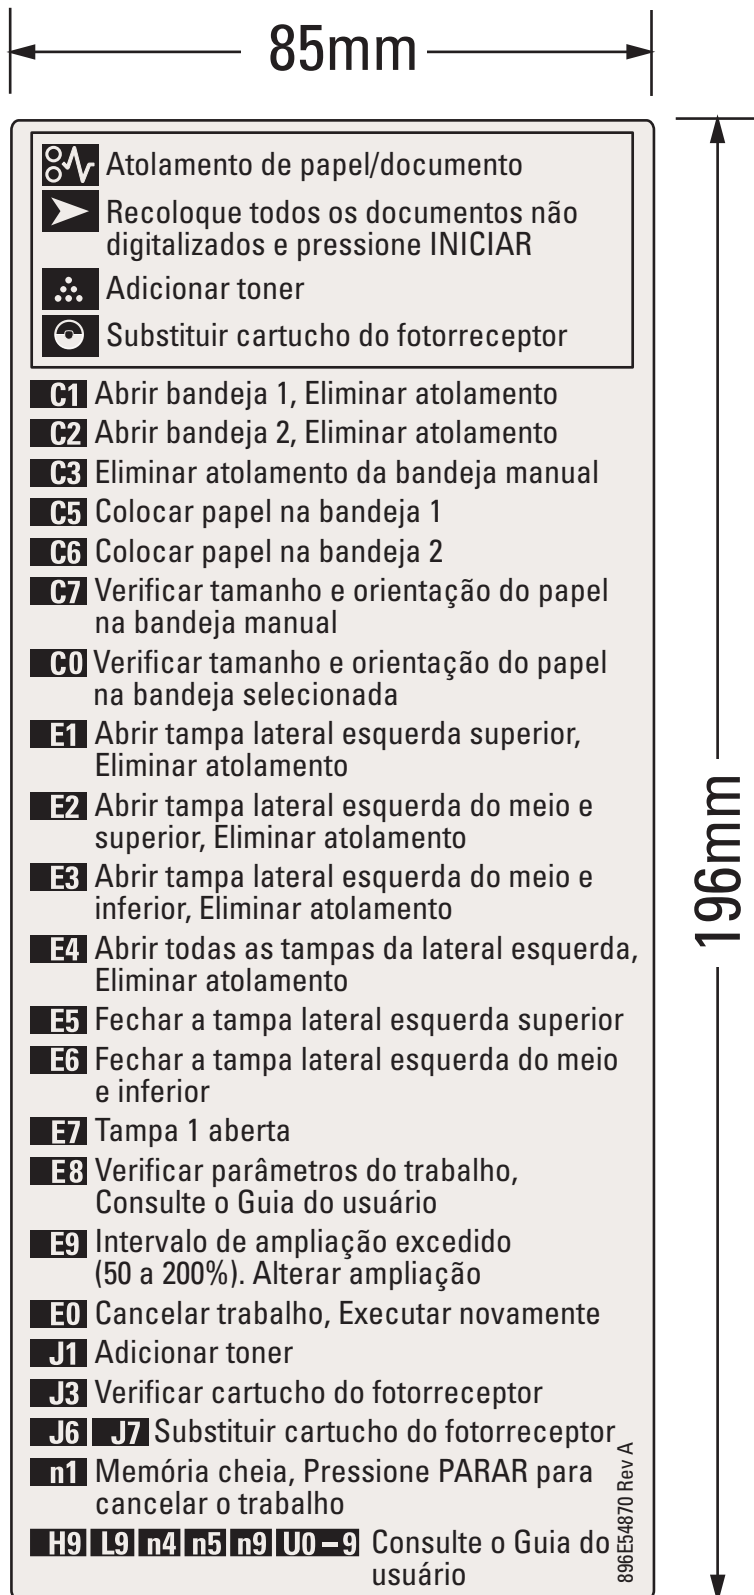 85mm
Atolamento de papel/documento
Recoloque todos os documentos não
digitalizados e pressione INICIAR
Adicionar toner
Substituir cartucho do fotorreceptor
C1 Abrir bandeja 1, Eliminar atolamento
C2 Abrir bandeja 2, Eliminar atolamento
C3 Eliminar atolamento da bandeja manual
C5 Colocar papel na bandeja 1
C6 Colocar papel na bandeja 2
C7 Verificar tamanho e orientação do papel
na bandeja manual
C0 Verificar tamanho e orientação do papel
na bandeja selecionada
E1 Abrir tampa lateral esquerda superior,
Eliminar atolamento
E2 Abrir tampa lateral esquerda do meio e
superior, Eliminar atolamento
E3 Abrir tampa lateral esquerda do meio e
inferior, Eliminar atolamento
E4 Abrir todas as tampas da lateral esquerda,
Eliminar atolamento
E5 Fechar a tampa lateral esquerda superior
E6 Fechar a tampa lateral esquerda do meio
e inferior
E7 Tampa 1 aberta
E8 Verificar parâmetros do trabalho,
Consulte o Guia do usuário
E9 Intervalo de ampliação excedido
(50 a 200%). Alterar ampliação
E0 Cancelar trabalho, Executar novamente
J1 Adicionar toner
J3 Verificar cartucho do fotorreceptor
J6 J7 Substituir cartucho do fotorreceptor
n1 Memória cheia, Pressione PARAR para
cancelar o trabalho
H9 L9 n4 n5 n9 U0–9 Consulte o Guia do
usuário
896E54870 Rev A
196mm